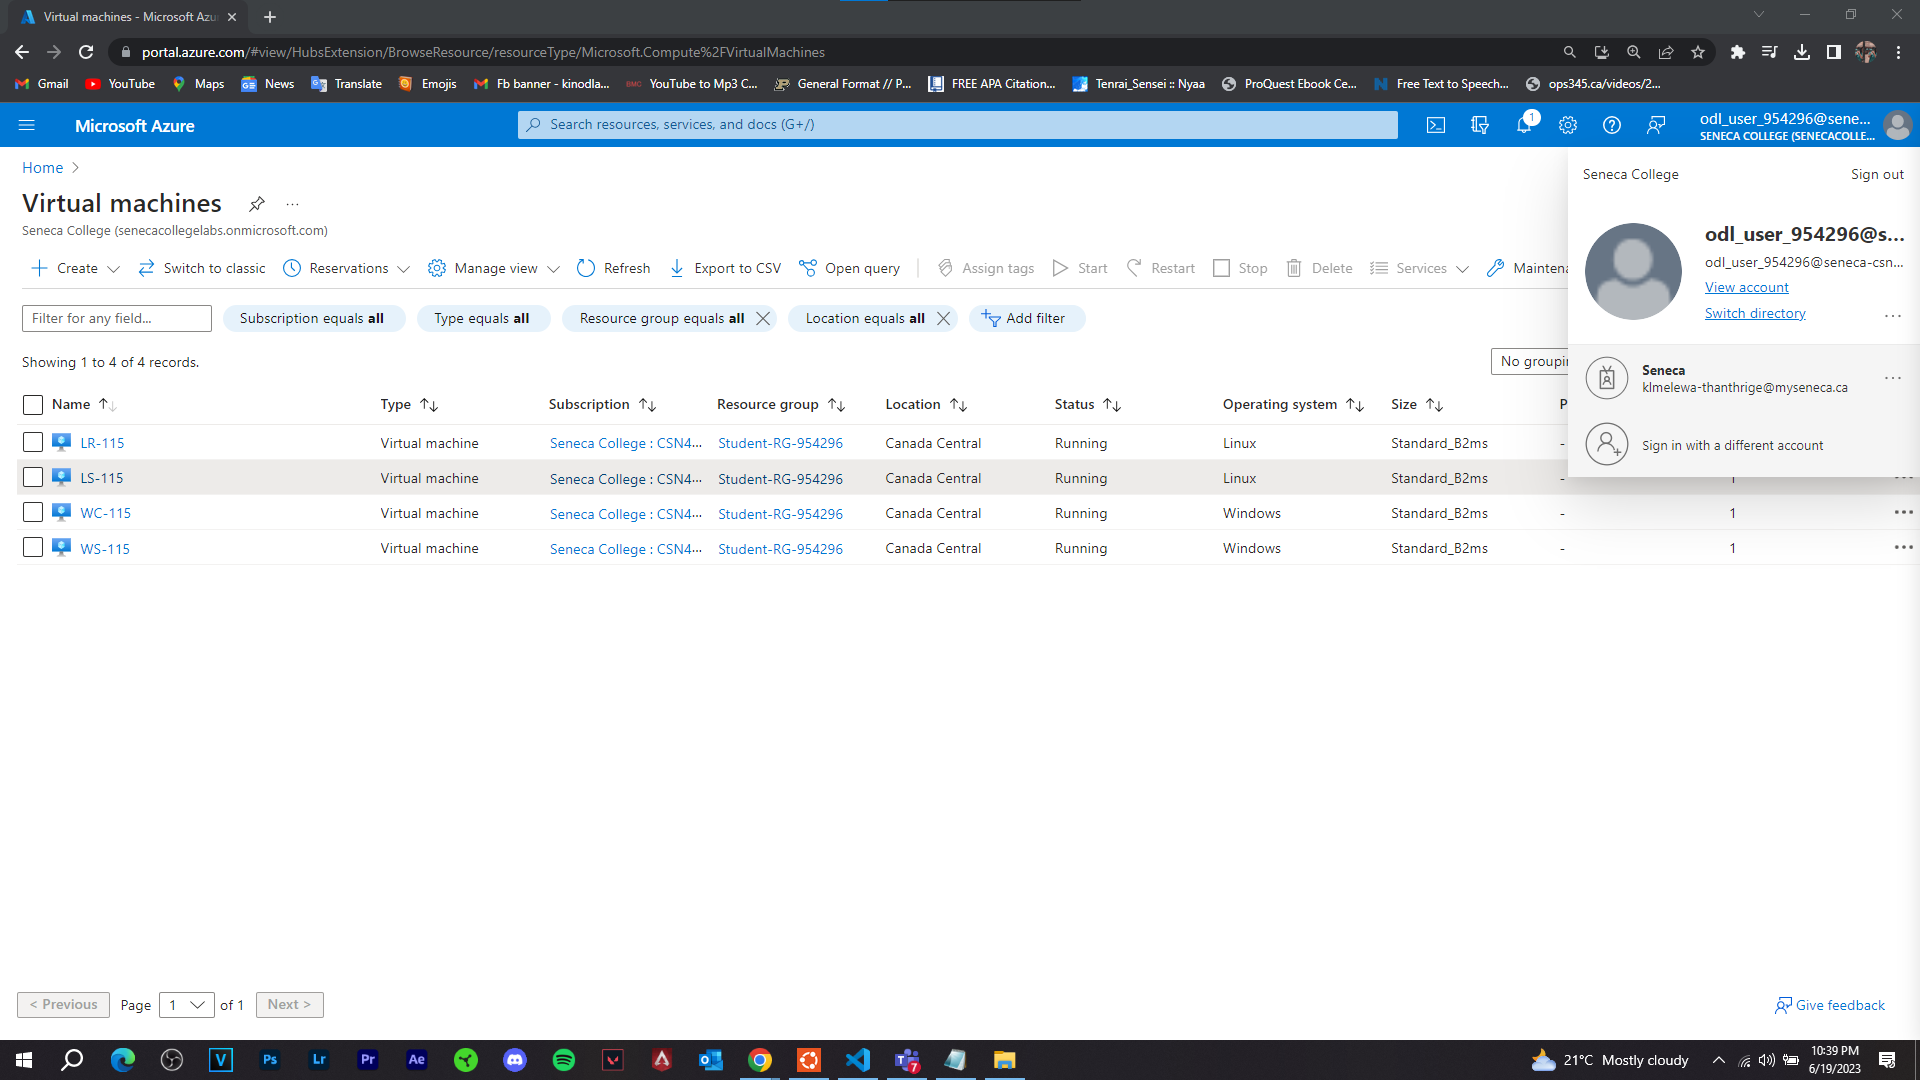 Virtual machines - Microsoft Azu
portal.azure.com/#view/HubsExtension/BrowseResource/resourceType/Microsoft.Compute%2FVirtualMachines
Gmail YouTube Maps News Translate Emojis Fb banner - kinodla... YouTube to Mp3 C... General Format // P... FREE APA Citation... Tenrai_Sensei :: Nyaa ProQuest Ebook Ce... Free Text to Speech... ops345.ca/videos/2...
Microsoft Azure
Search resources, services, and docs (G+/)
1
odl_user_954296@sene...
SENECA COLLEGE (SENECACOLLE...
Home
Virtual machines ...
Seneca College (senecacollegelabs.onmicrosoft.com)
Create Switch to classic Reservations Manage view Refresh Export to CSV Open query Assign tags Start Restart Stop Delete Services Maintena
Filter for any field... Subscription equals all Type equals all Resource group equals all Location equals all Add filter
Showing 1 to 4 of 4 records. No groupin
Name Type Subscription Resource group Location Status Operating system Size P
LR-115 Virtual machine Seneca College : CSN4... Student-RG-954296 Canada Central Running Linux Standard_B2ms -
LS-115 Virtual machine Seneca College : CSN4... Student-RG-954296 Canada Central Running Linux Standard_B2ms - 1
WC-115 Virtual machine Seneca College : CSN4... Student-RG-954296 Canada Central Running Windows Standard_B2ms - 1
WS-115 Virtual machine Seneca College : CSN4... Student-RG-954296 Canada Central Running Windows Standard_B2ms - 1
Seneca College Sign out
odl_user_954296@s...
odl_user_954296@seneca-csn...
View account
Switch directory
Seneca
klmelewa-thanthrige@myseneca.ca
Sign in with a different account
< Previous Page 1 of 1 Next >
Give feedback
V Ps Lr Pr Ae 7
21°C Mostly cloudy
10:39 PM
6/19/2023